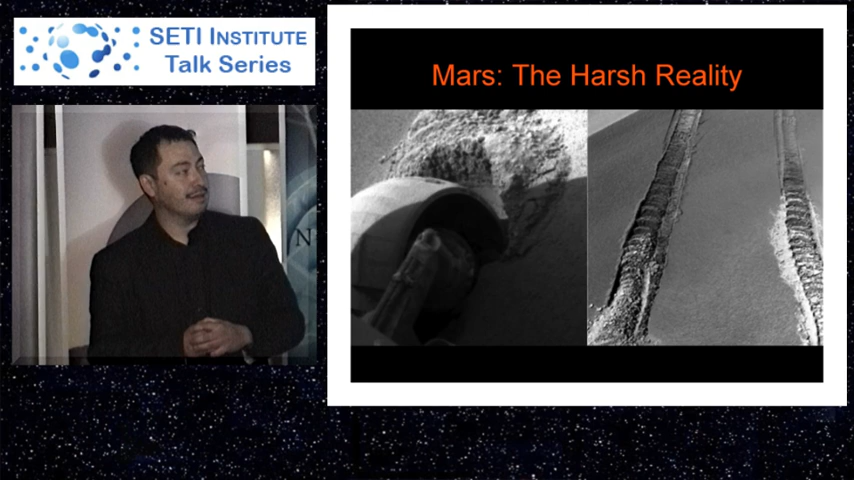 SETI INSTITUTE
Talk Series
Mars: The Harsh Reality
N